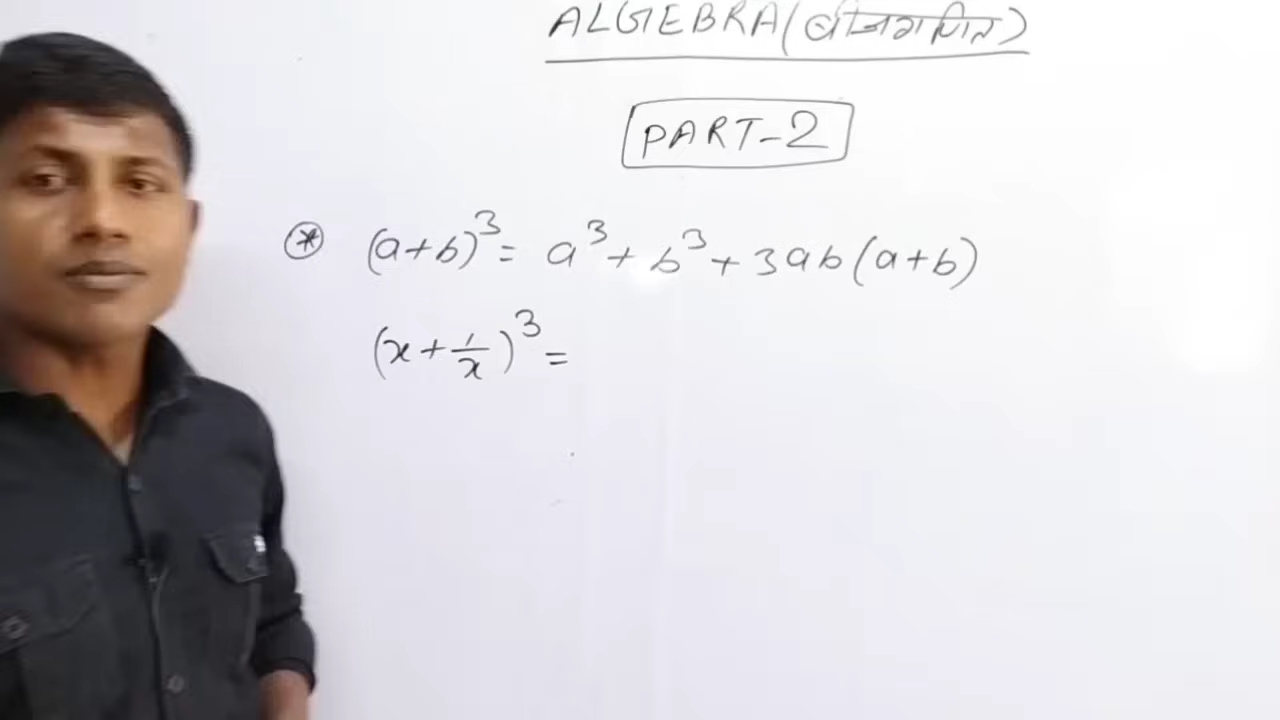 ALGEBRA (बीजगणित)
PART-2
* (a+b)³ = a³ + b³ + 3ab(a+b)
(x + 1/x)³ =